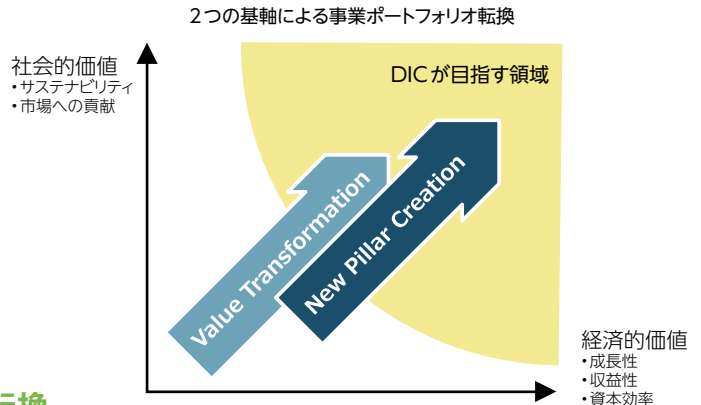 2つの基軸による事業ポートフォリオ転換
社会的価値
・サステナビリティ
・市場への貢献
DICが目指す領域
Value Transformation
New Pillar Creation
経済的価値
・成長性
・収益性
・資本効率
転換